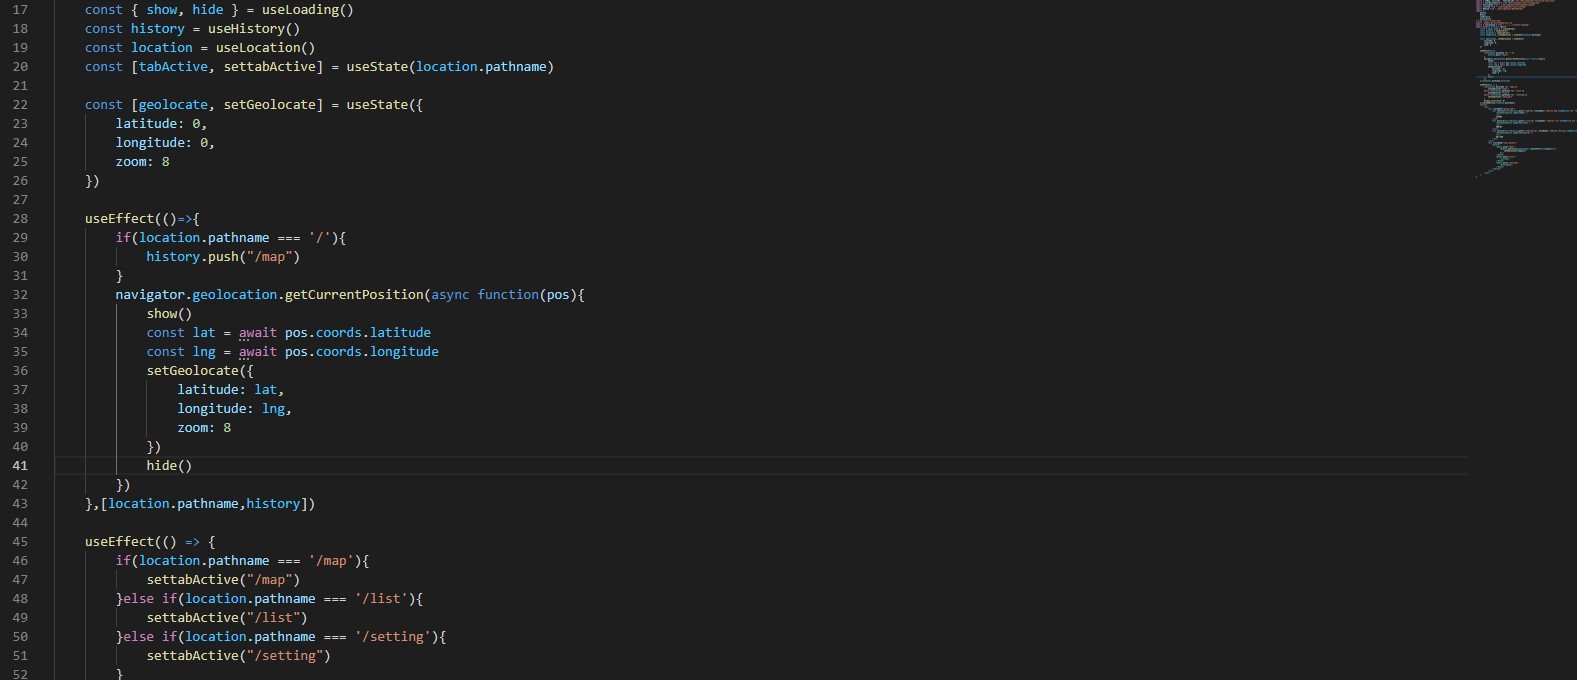 17 const { show, hide } = useLoading()
18 const history = useHistory()
19 const location = useLocation()
20 const [tabActive, settabActive] = useState(location.pathname)
21
22 const [geolocate, setGeolocate] = useState({
23 latitude: 0,
24 longitude: 0,
25 zoom: 8
26 })
27
28 useEffect(()=>{
29 if(location.pathname === '/'){
30 history.push("/map")
31 }
32 navigator.geolocation.getCurrentPosition(async function(pos){
33 show()
34 const lat = await pos.coords.latitude
35 const lng = await pos.coords.longitude
36 setGeolocate({
37 latitude: lat,
38 longitude: lng,
39 zoom: 8
40 })
41 hide()
42 })
43 },[location.pathname,history])
44
45 useEffect(() => {
46 if(location.pathname === '/map'){
47 settabActive("/map")
48 }else if(location.pathname === '/list'){
49 settabActive("/list")
50 }else if(location.pathname === '/setting'){
51 settabActive("/setting")
52 }